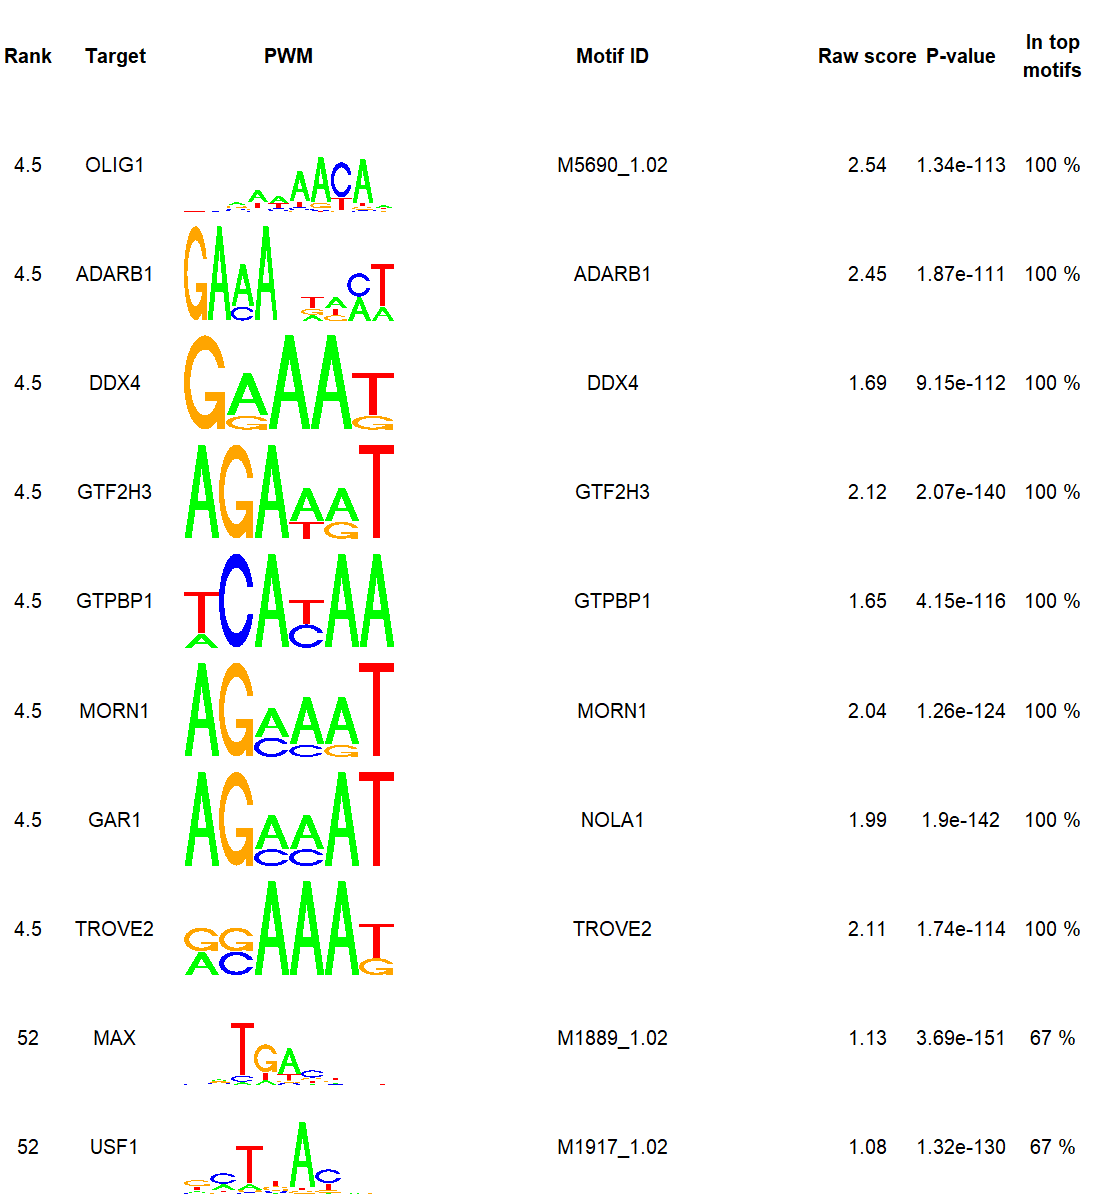 Rank Target PWM Motif ID Raw score P-value In top motifs
4.5 OLIG1 M5690_1.02 2.54 1.34e-113 100 %
4.5 ADARB1 ADARB1 2.45 1.87e-111 100 %
4.5 DDX4 DDX4 1.69 9.15e-112 100 %
4.5 GTF2H3 GTF2H3 2.12 2.07e-140 100 %
4.5 GTPBP1 GTPBP1 1.65 4.15e-116 100 %
4.5 MORN1 MORN1 2.04 1.26e-124 100 %
4.5 GAR1 NOLA1 1.99 1.9e-142 100 %
4.5 TROVE2 TROVE2 2.11 1.74e-114 100 %
52 MAX M1889_1.02 1.13 3.69e-151 67 %
52 USF1 M1917_1.02 1.08 1.32e-130 67 %